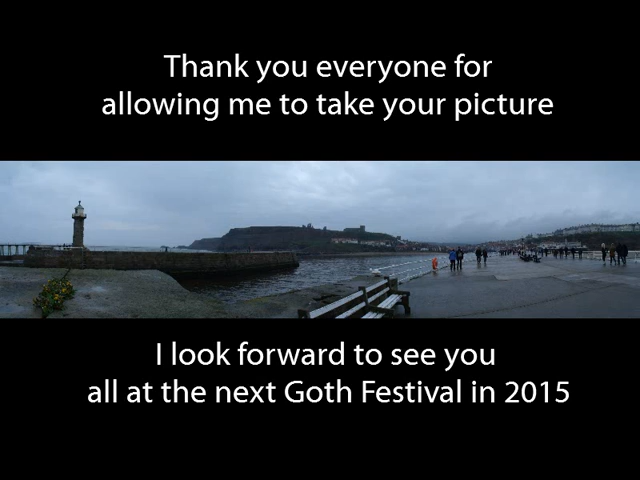 Thank you everyone for
allowing me to take your picture
I look forward to see you
all at the next Goth Festival in 2015